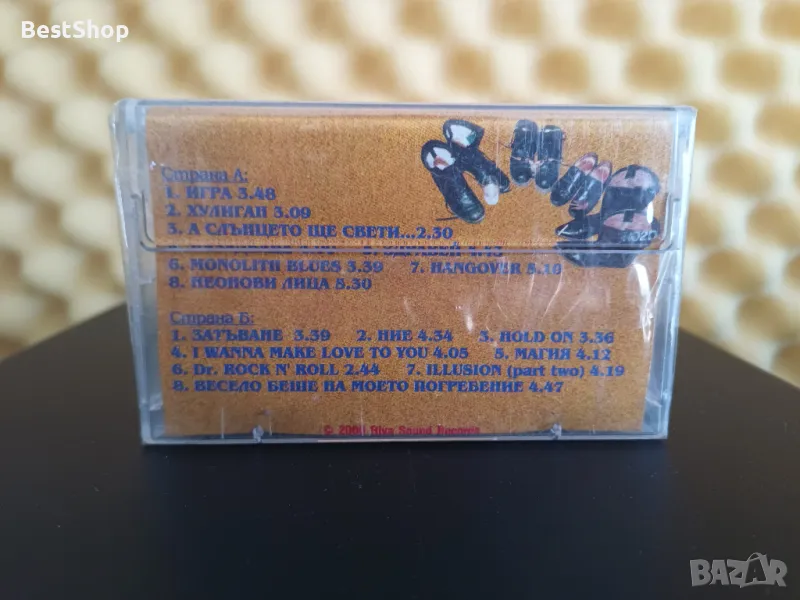 BestShop
Страна А:
1. ИГРА 3.48
2. ХУЛИГАН 3.09
3. А СЛЪНЦЕТО ЩЕ СВЕТИ...2.30
6. MONOLITH BLUES 3.39 7. HANGOVER 5.10
8. НЕОНОВИ ЛИЦА 5.30
Страна Б:
1. ЗАТЪВАНЕ 3.59 2. НИЕ 4.54 3. HOLD ON 3.36
4. I WANNA MAKE LOVE TO YOU 4.05 5. МАГИЯ 4.12
6. Dr. ROCK N' ROLL 2.44 7. ILLUSION (part two) 4.19
8. ВЕСЕЛО БЕШЕ НА МОЕТО ПОГРЕБЕНИЕ 4.47
© Riva Sound Records
BAZAR